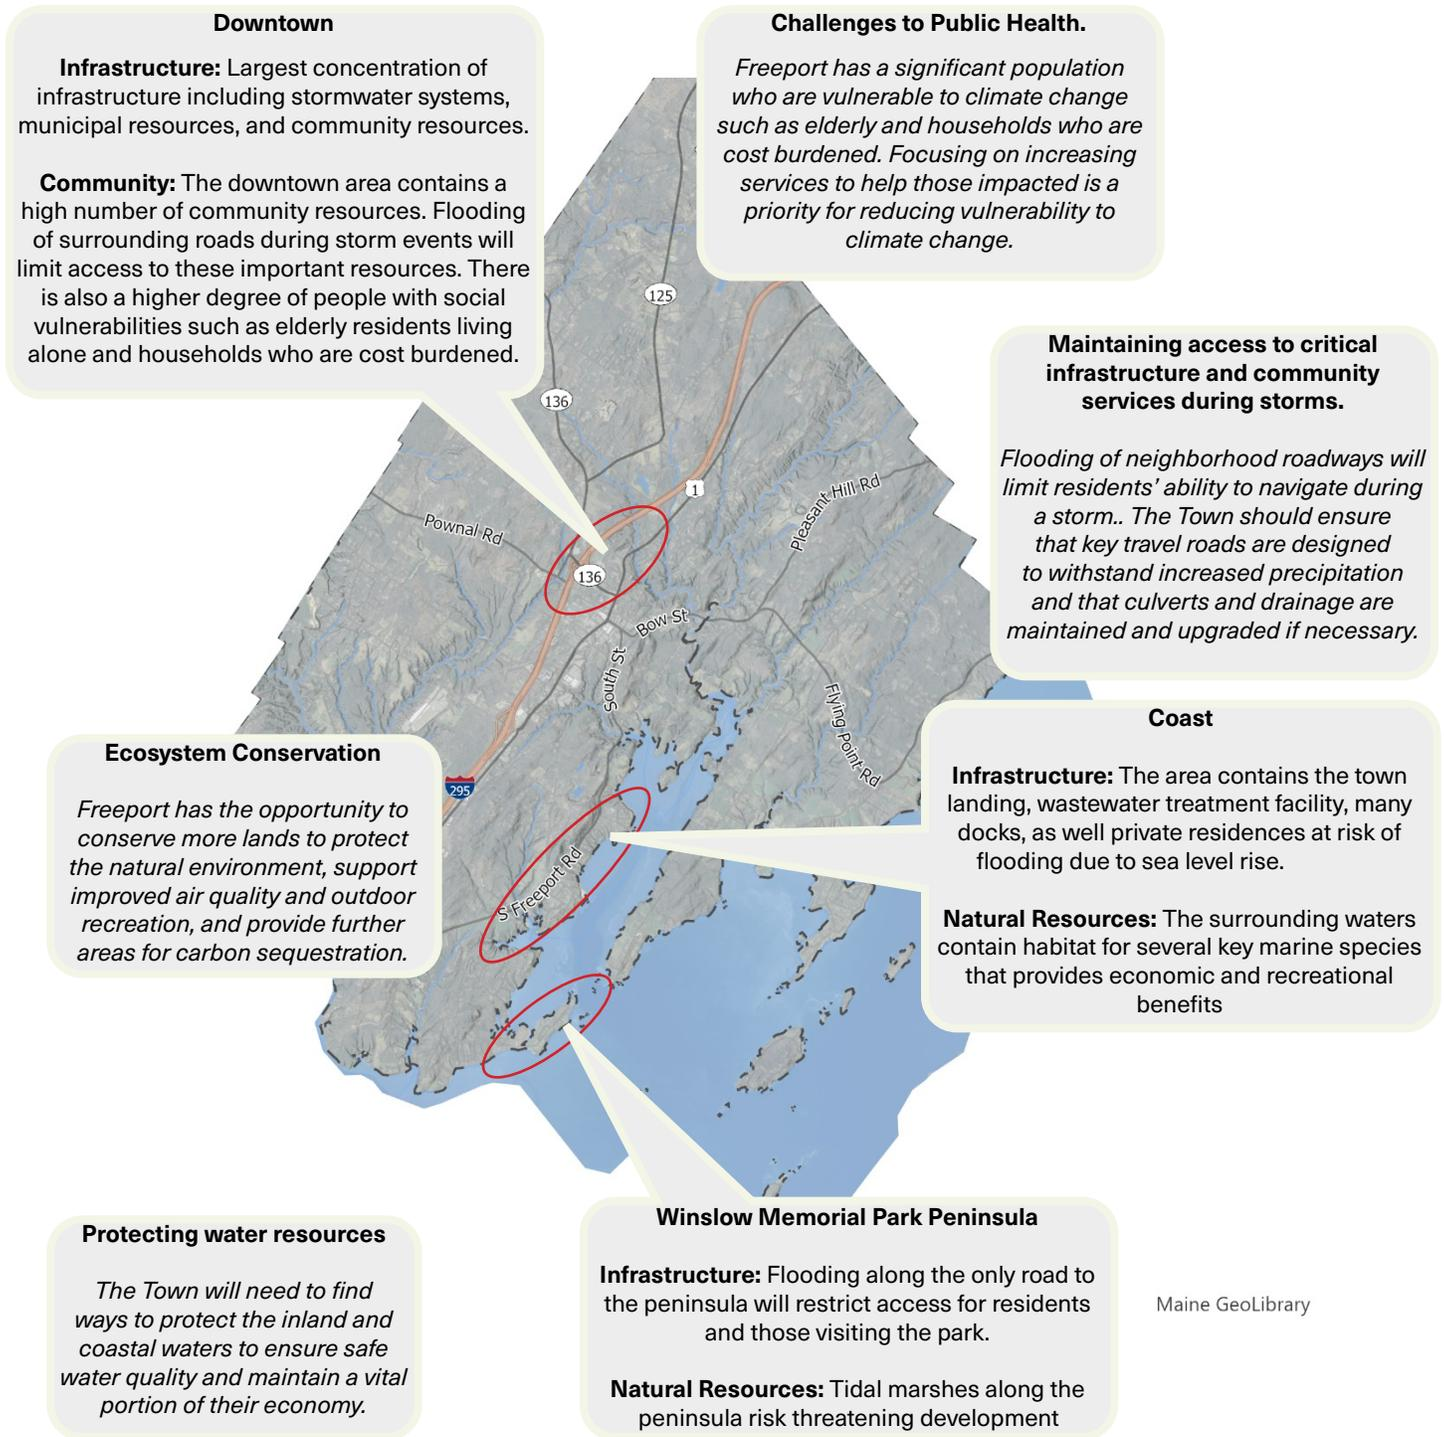 Downtown
Infrastructure: Largest concentration of
infrastructure including stormwater systems,
municipal resources, and community resources.
Community: The downtown area contains a
high number of community resources. Flooding
of surrounding roads during storm events will
limit access to these important resources. There
is also a higher degree of people with social
vulnerabilities such as elderly residents living
alone and households who are cost burdened.
Challenges to Public Health.
Freeport has a significant population
who are vulnerable to climate change
such as elderly and households who are
cost burdened. Focusing on increasing
services to help those impacted is a
priority for reducing vulnerability to
climate change.
125
136
1
Pownal Rd
Pleasant Hill Rd
136
Bow St
South St
Flying Point Rd
295
S Freeport Rd
Maintaining access to critical
infrastructure and community
services during storms.
Flooding of neighborhood roadways will
limit residents’ ability to navigate during
a storm.. The Town should ensure
that key travel roads are designed
to withstand increased precipitation
and that culverts and drainage are
maintained and upgraded if necessary.
Ecosystem Conservation
Freeport has the opportunity to
conserve more lands to protect
the natural environment, support
improved air quality and outdoor
recreation, and provide further
areas for carbon sequestration.
Coast
Infrastructure: The area contains the town
landing, wastewater treatment facility, many
docks, as well private residences at risk of
flooding due to sea level rise.
Natural Resources: The surrounding waters
contain habitat for several key marine species
that provides economic and recreational
benefits
Protecting water resources
The Town will need to find
ways to protect the inland and
coastal waters to ensure safe
water quality and maintain a vital
portion of their economy.
Winslow Memorial Park Peninsula
Infrastructure: Flooding along the only road to
the peninsula will restrict access for residents
and those visiting the park.
Natural Resources: Tidal marshes along the
peninsula risk threatening development
Maine GeoLibrary